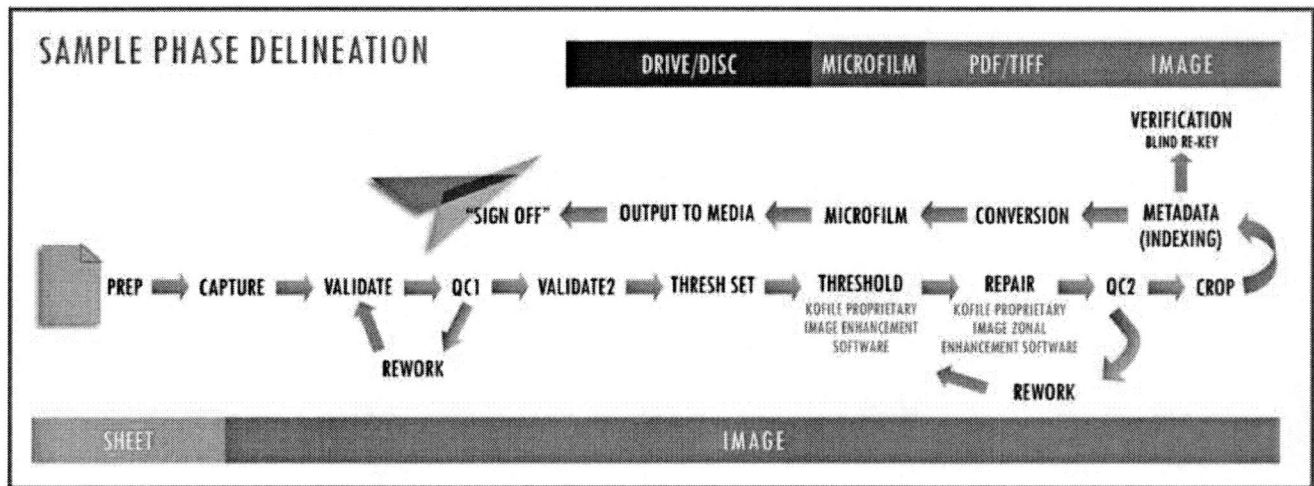 SAMPLE PHASE DELINEATION
DRIVE/DISC
MICROFILM
PDF/TIFF
IMAGE
VERIFICATION
BLIND RE-KEY
"SIGN OFF"
OUTPUT TO MEDIA
MICROFILM
CONVERSION
METADATA
(INDEXING)
PREP
CAPTURE
VALIDATE
QC1
VALIDATE2
THRESH SET
THRESHOLD
KOFILE PROPRIETARY
IMAGE ENHANCEMENT
SOFTWARE
REPAIR
KOFILE PROPRIETARY
IMAGE ZONAL
ENHANCEMENT SOFTWARE
QC2
CROP
REWORK
REWORK
SHEET
IMAGE